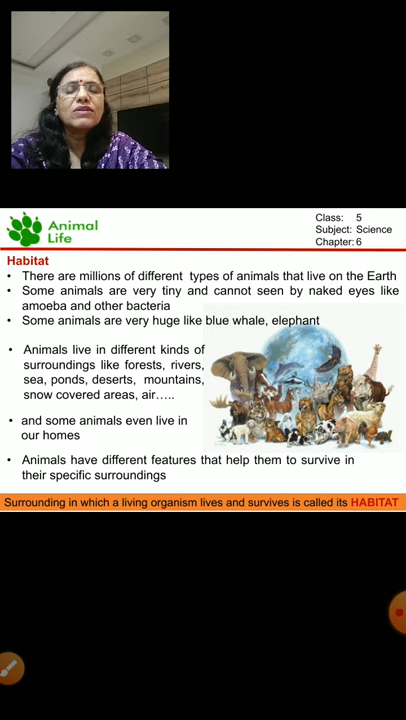 Animal
Life
Class: 5
Subject: Science
Chapter: 6
Habitat
• There are millions of different types of animals that live on the Earth
• Some animals are very tiny and cannot seen by naked eyes like
amoeba and other bacteria
• Some animals are very huge like blue whale, elephant
• Animals live in different kinds of
surroundings like forests, rivers,
sea, ponds, deserts, mountains,
snow covered areas, air…..
• and some animals even live in
our homes
• Animals have different features that help them to survive in
their specific surroundings
Surrounding in which a living organism lives and survives is called its HABITAT